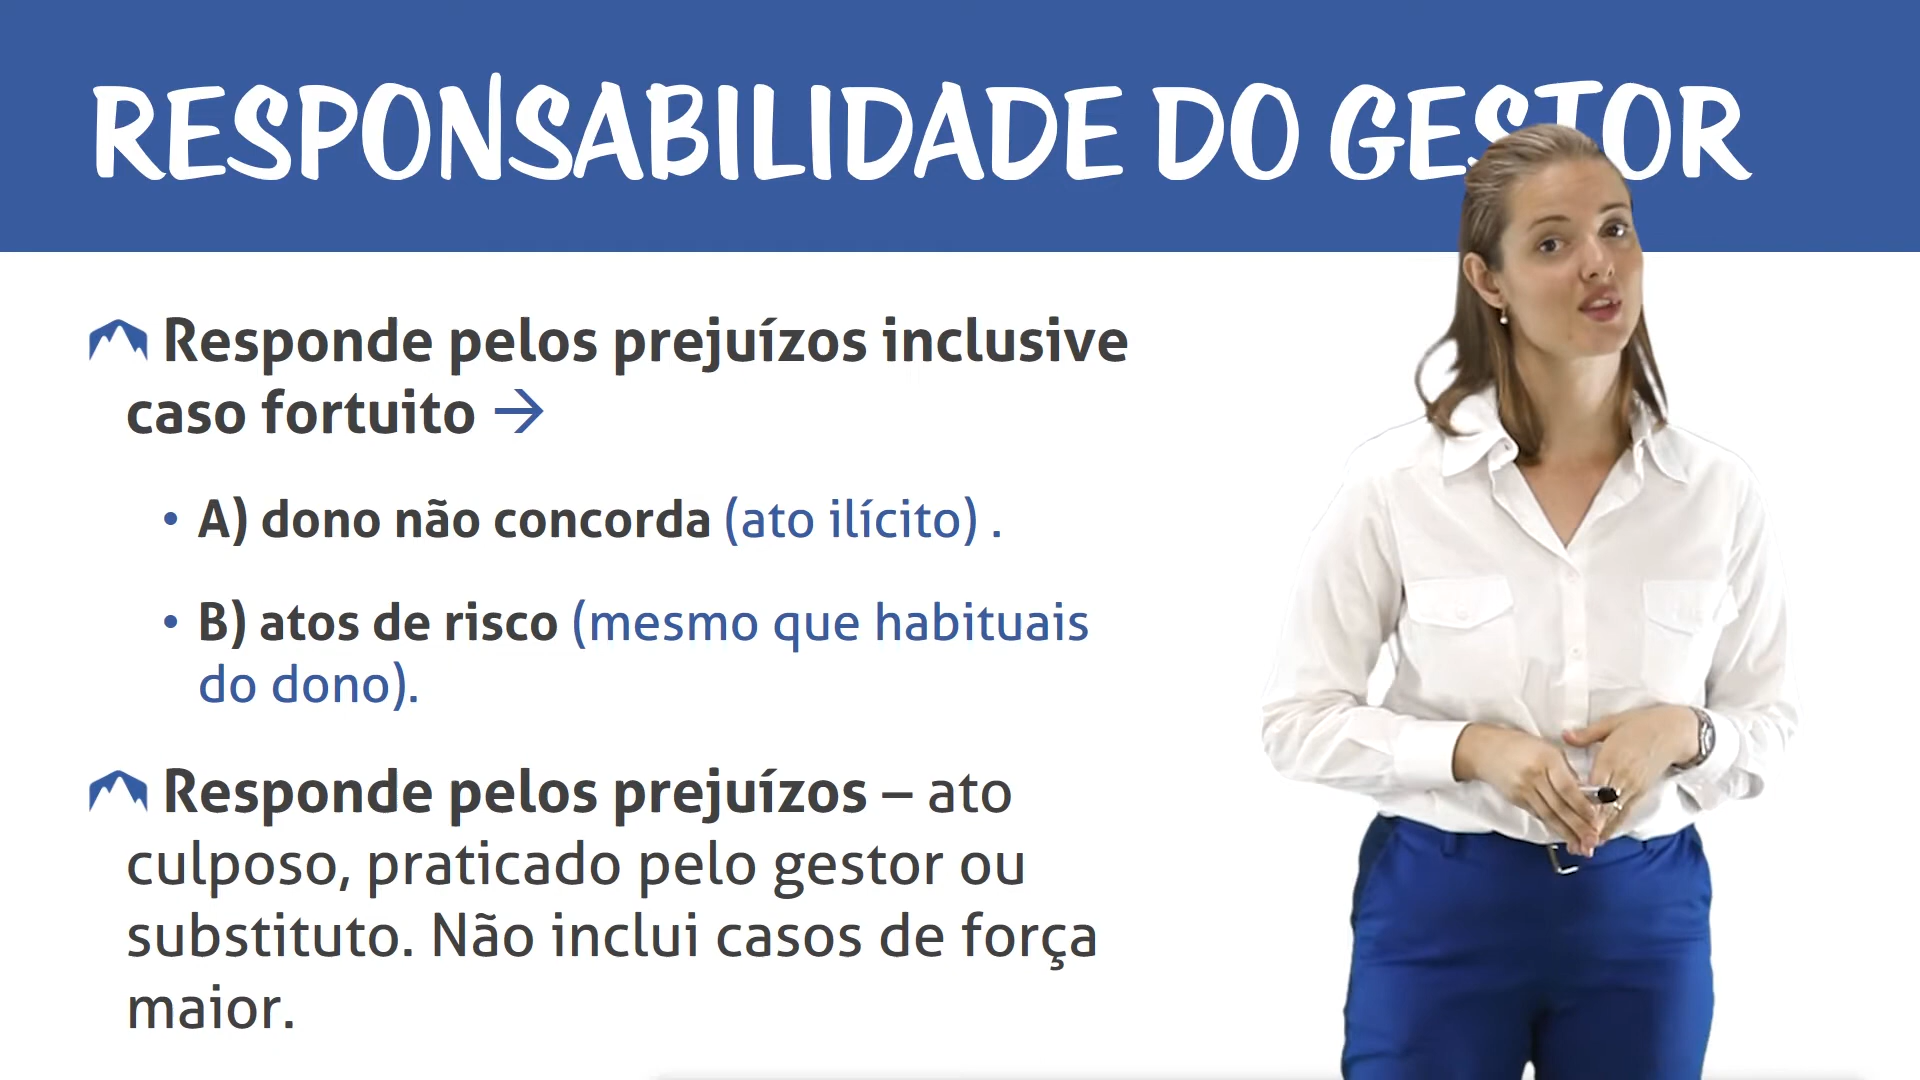 RESPONSABILIDADE DO GESTOR
Responde pelos prejuízos inclusive
caso fortuito →
• A) dono não concorda (ato ilícito) .
• B) atos de risco (mesmo que habituais
do dono).
Responde pelos prejuízos – ato
culposo, praticado pelo gestor ou
substituto. Não inclui casos de força
maior.